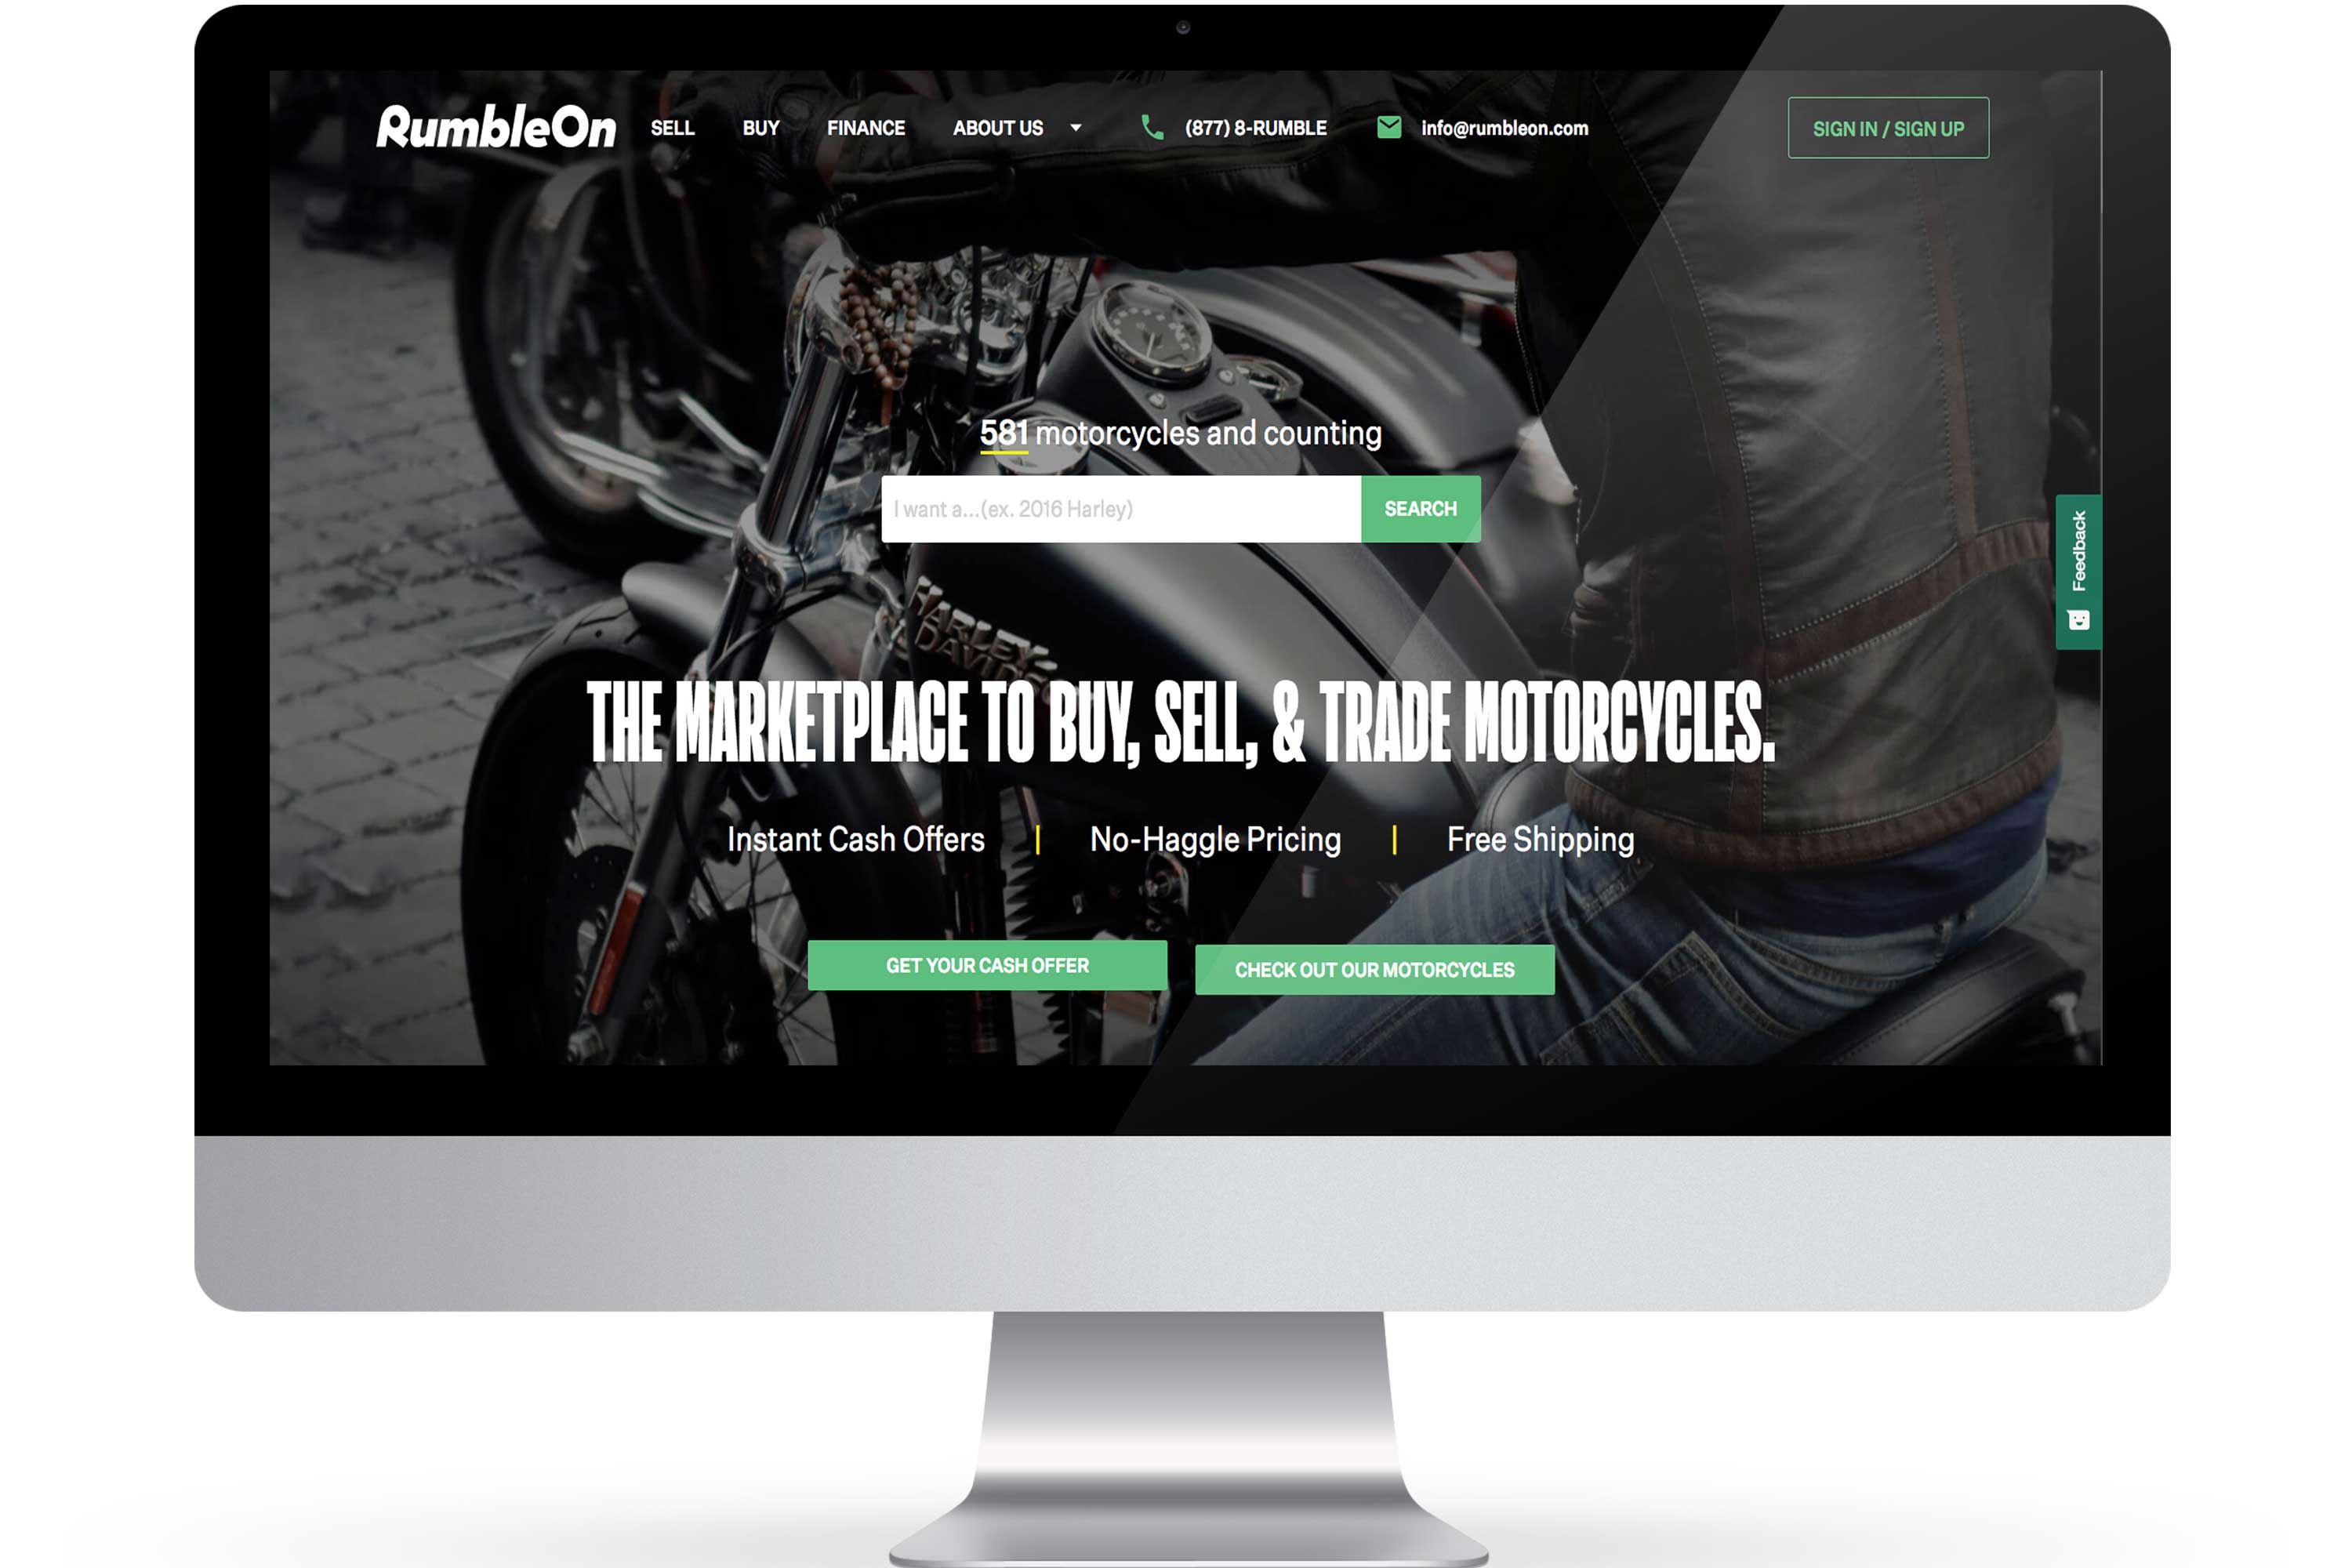 RumbleOn SELL BUY FINANCE ABOUT US (877) 8-RUMBLE info@rumbleon.com SIGN IN / SIGN UP
581 motorcycles and counting
I want a...(ex. 2016 Harley) SEARCH
Feedback
HARLEY-
THE MARKETPLACE TO BUY, SELL, & TRADE MOTORCYCLES.
Instant Cash Offers | No-Haggle Pricing | Free Shipping
GET YOUR CASH OFFER CHECK OUT OUR MOTORCYCLES